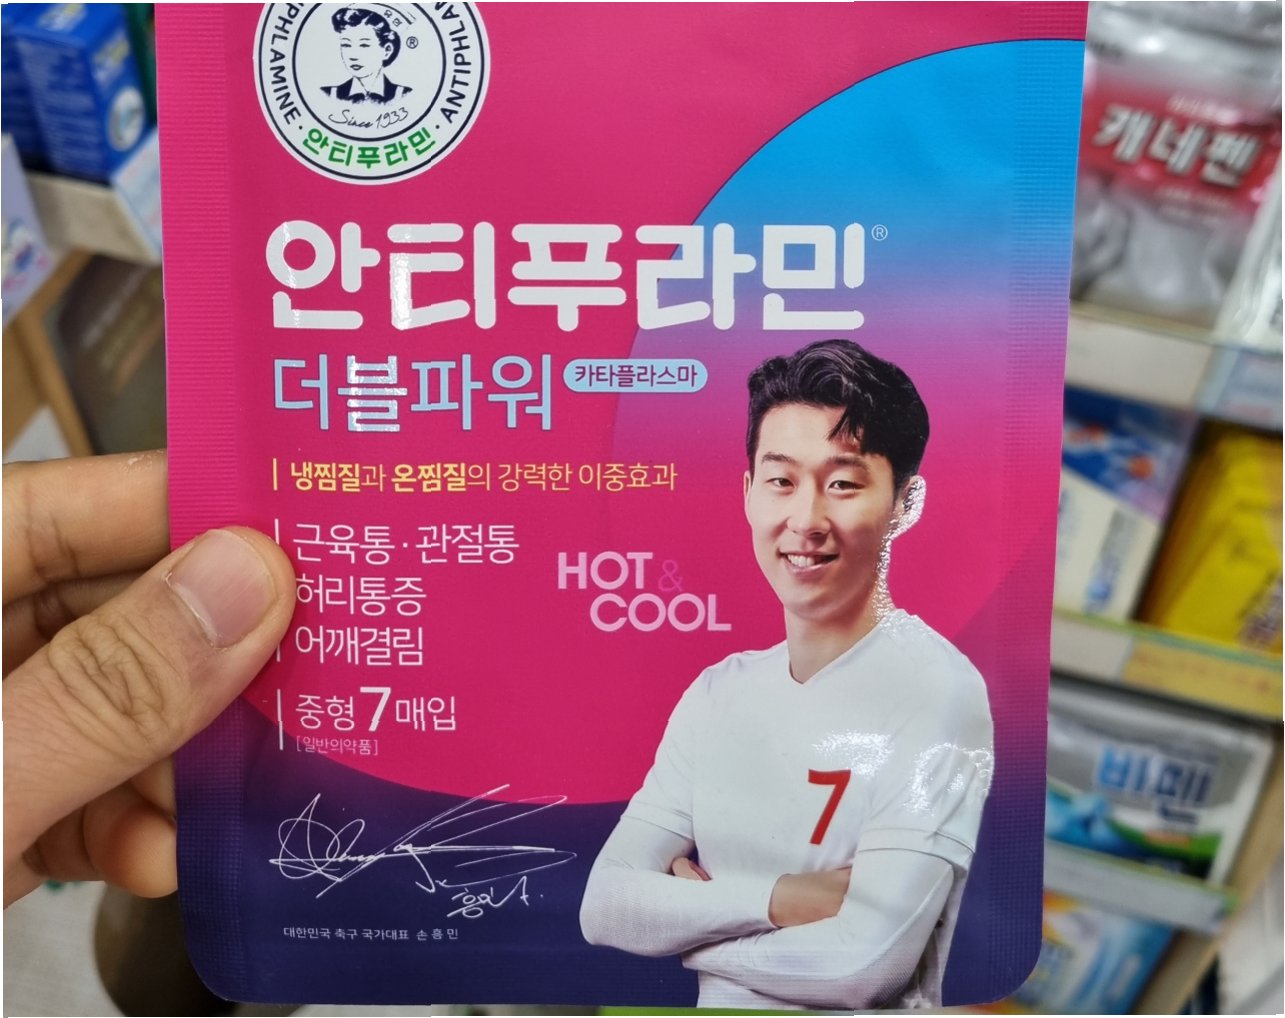 ANTIPHLAMINE · 안티푸라민 · ANTIPHLAMINE
®
Since 1933
안티푸라민®
더블파워 카타플라스마
냉찜질과 온찜질의 강력한 이중효과
근육통 · 관절통
허리통증
어깨결림
HOT &
COOL
중형 7매입
[일반의약품]
7
흥민
대한민국 축구 국가대표 손흥민
캐네펜
비펜